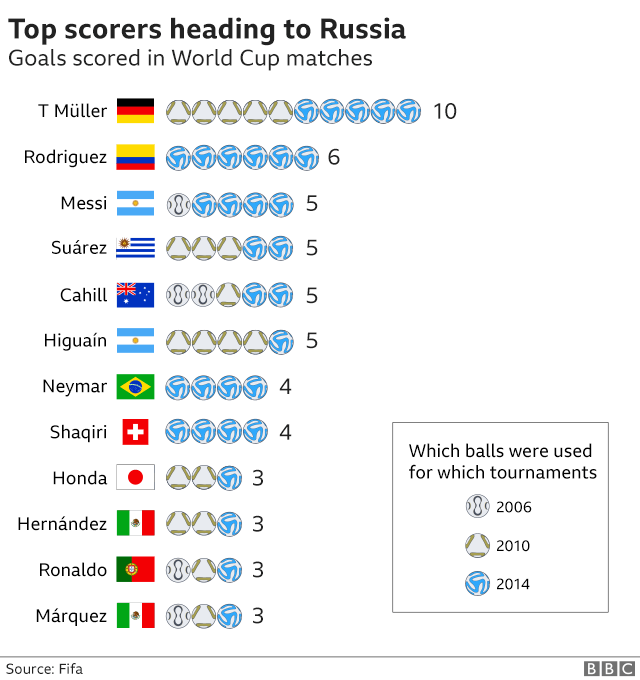 Top scorers heading to Russia
Goals scored in World Cup matches
T Müller 10
Rodriguez 6
Messi 5
Suárez 5
Cahill 5
Higuaín 5
Neymar 4
Shaqiri 4
Honda 3
Hernández 3
Ronaldo 3
Márquez 3
Which balls were used
for which tournaments
2006
2010
2014
Source: Fifa
BBC